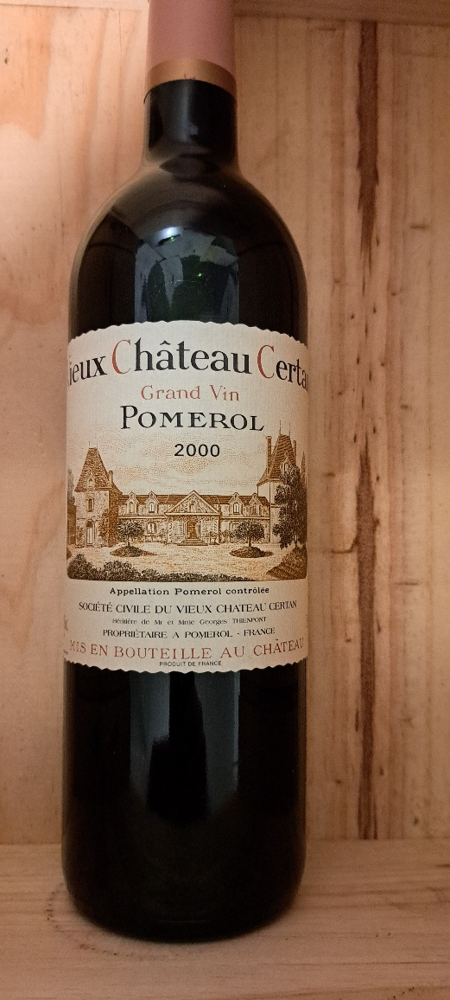 ieux Château Certa
Grand Vin
POMEROL
2000
Appellation Pomerol contrôlée
SOCIÉTÉ CIVILE DU VIEUX CHATEAU CERTAN
Héritière de Mr et Mme Georges THIENPONT
PROPRIÉTAIRE A POMEROL - FRANCE
MIS EN BOUTEILLE AU CHÂTEAU
PRODUIT DE FRANCE